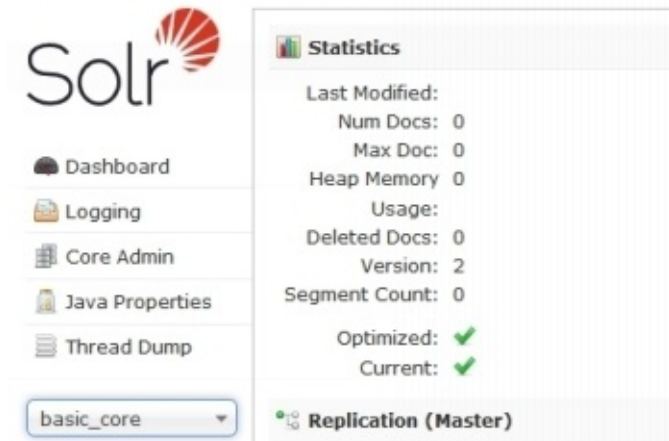 Solr
Dashboard
Logging
Core Admin
Java Properties
Thread Dump
basic_core
Statistics
Last Modified:
Num Docs: 0
Max Doc: 0
Heap Memory 0
Usage:
Deleted Docs: 0
Version: 2
Segment Count: 0
Optimized:
Current:
Replication (Master)